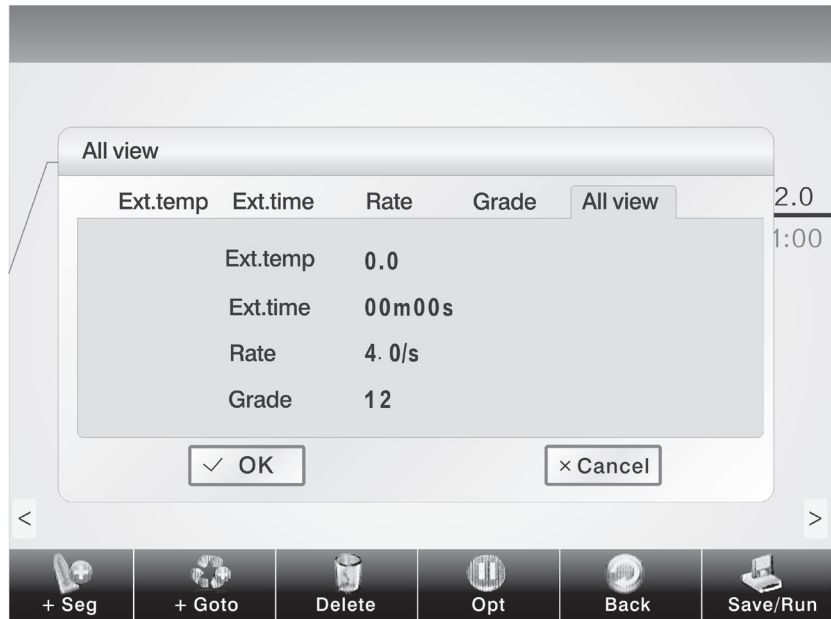 All view
Ext.temp Ext.time Rate Grade All view
2.0
1:00
Ext.temp 0.0
Ext.time 00m00s
Rate 4.0/s
Grade 12
✓ OK × Cancel
< >
+ Seg + Goto Delete Opt Back Save/Run